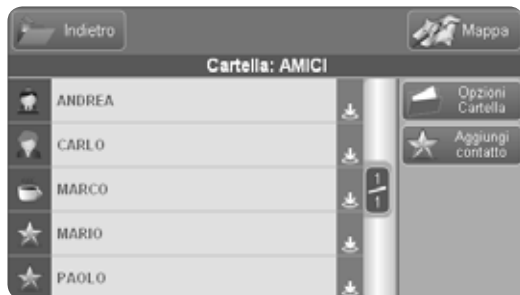 Indietro
Mappa
Cartella: AMICI
ANDREA
CARLO
MARCO
MARIO
PAOLO
1
1
Opzioni
Cartella
Aggiungi
contatto